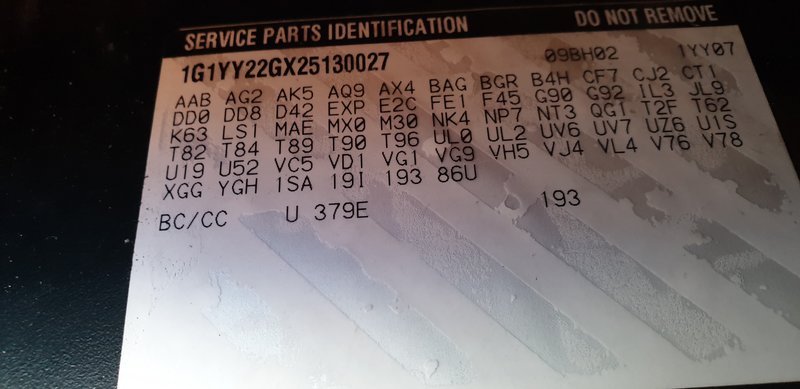 SERVICE PARTS IDENTIFICATION DO NOT REMOVE
1G1YY22GX25130027 09BH02 1YY07
AAB AG2 AK5 AQ9 AX4 BAG BGR B4H CF7 CJ2 CT1
DD0 DD8 D42 EXP E2C FE1 F45 G90 G92 IL3 JL9
K63 LS1 MAE MX0 M30 NK4 NP7 NT3 QG1 T2F T62
T82 T84 T89 T90 T96 UL0 UL2 UV6 UV7 UZ6 U1S
U19 U52 VC5 VD1 VG1 VG9 VH5 VJ4 VL4 V76 V78
XGG YGH 1SA 19I 193 86U
BC/CC U 379E 193